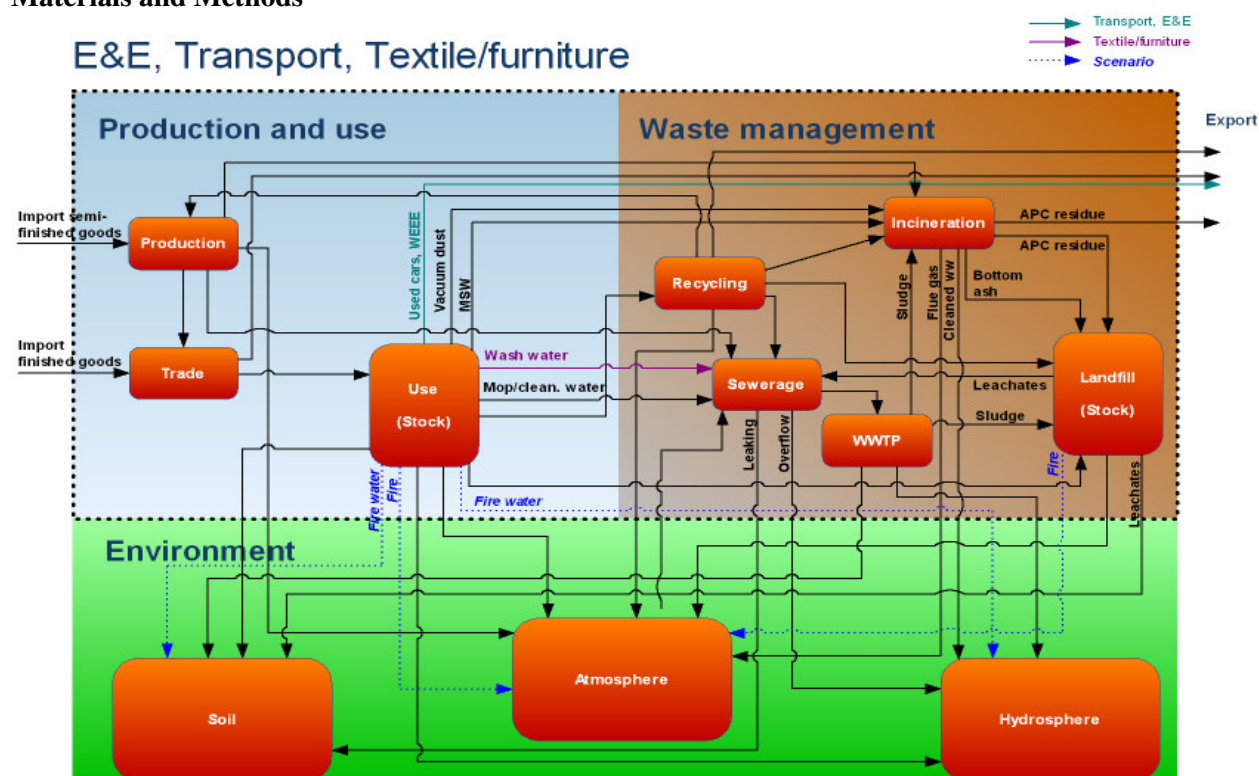 Materials and Methods
Transport, E&E
Textile/furniture
Scenario
E&E, Transport, Textile/furniture
Production and use
Waste management
Export
Import semi-
finished goods
Production
Used cars, WEEE
Vacuum dust
MSW
Incineration
APC residue
APC residue
Recycling
Sludge
Flue gas
Cleaned ww
Bottom
ash
Import
finished goods
Trade
Use
(Stock)
Wash water
Mop/clean. water
Sewerage
Leachates
Landfill
(Stock)
Sludge
WWTP
Leaking
Overflow
Fire water
Fire
Fire water
Fire
Leachates
Environment
Soil
Atmosphere
Hydrosphere